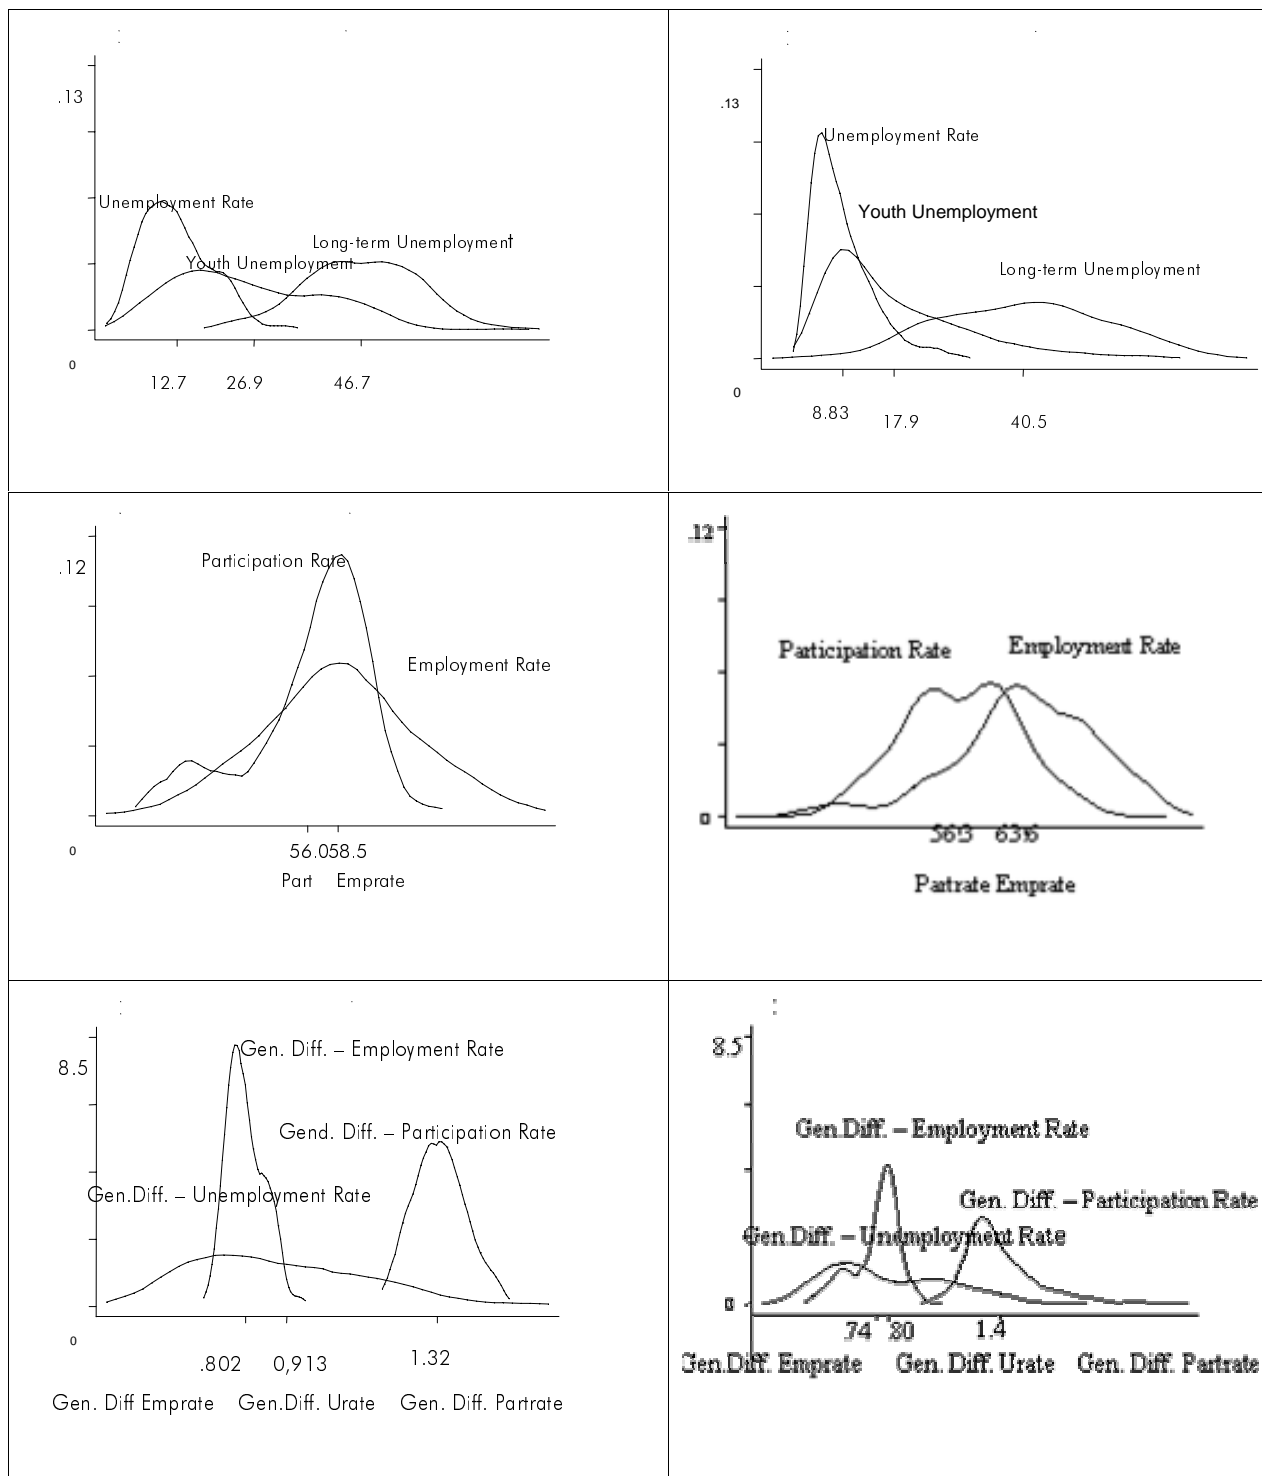 .13
Unemployment Rate
Long-term Unemployment
Youth Unemployment
0
12.7 26.9 46.7
.13
Unemployment Rate
Youth Unemployment
Long-term Unemployment
0
8.83 17.9 40.5
.12
Participation Rate
Employment Rate
0
56.058.5
Part Emprate
.12
Participation Rate Employment Rate
0
56.3 63.6
Partrate Emprate
8.5
Gen. Diff. – Employment Rate
Gend. Diff. – Participation Rate
Gen.Diff. – Unemployment Rate
0
.802 0,913 1.32
Gen. Diff Emprate Gen.Diff. Urate Gen. Diff. Partrate
8.5
Gen.Diff. – Employment Rate
Gen. Diff. – Participation Rate
Gen.Diff. – Unemployment Rate
0
.74 .80 1.4
Gen.Diff. Emprate Gen. Diff. Urate Gen. Diff. Partrate